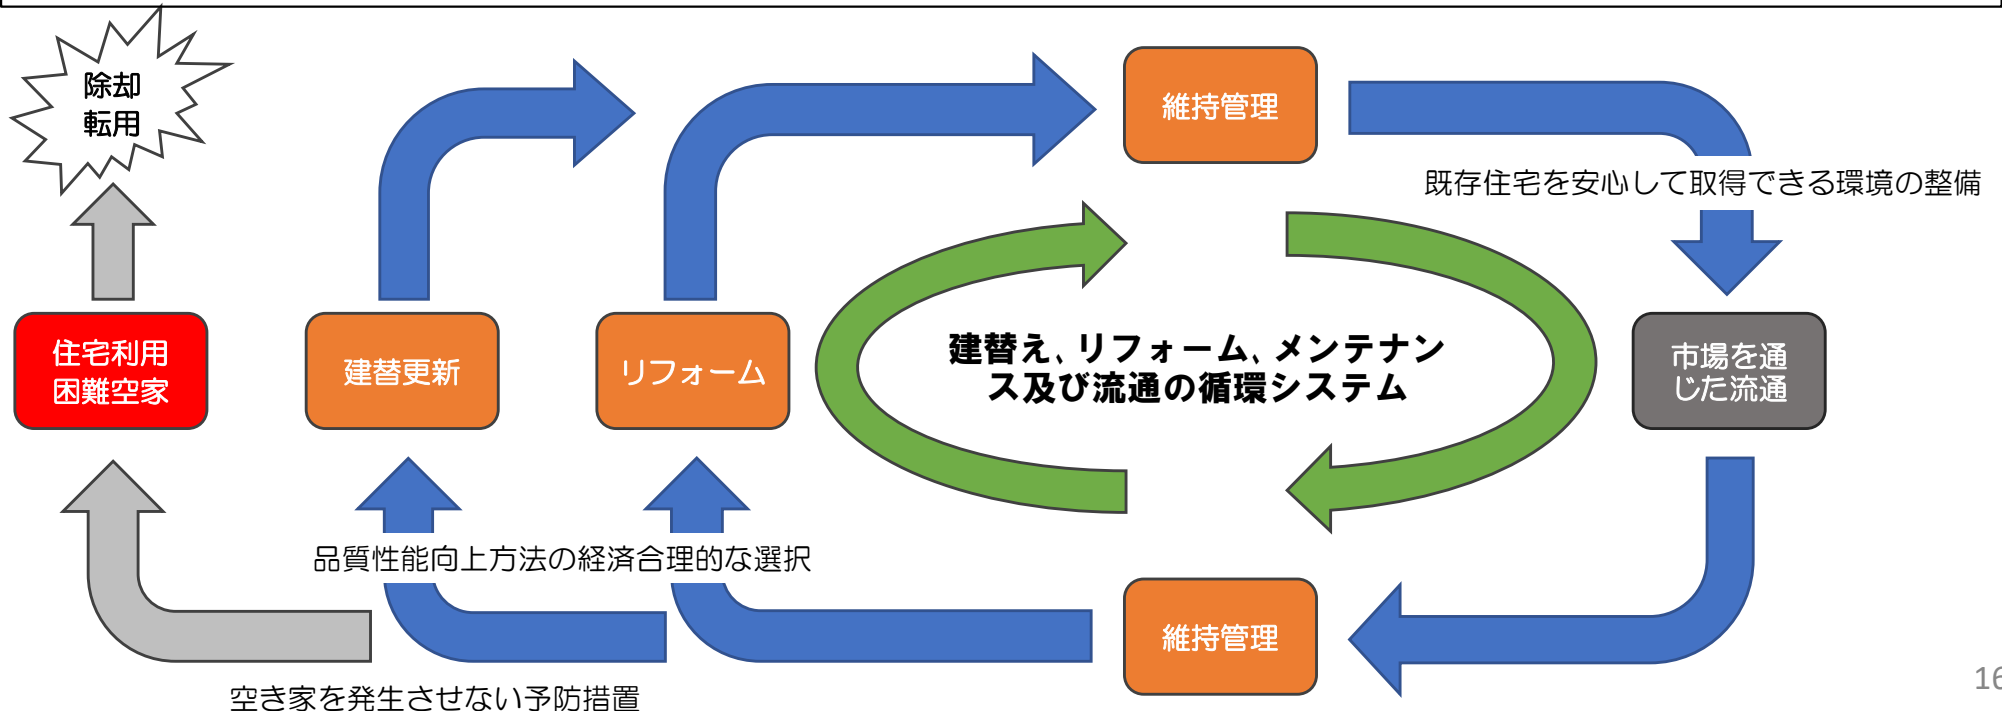 除却
転用
維持管理
既存住宅を安心して取得できる環境の整備
住宅利用
困難空家
建替更新
リフォーム
建替え、リフォーム、メンテナン
ス及び流通の循環システム
市場を通
じた流通
品質性能向上方法の経済合理的な選択
維持管理
空き家を発生させない予防措置
16